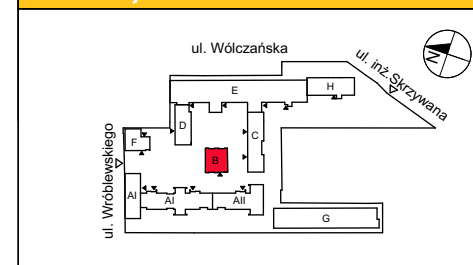 ul. Wólczańska
ul. inż.Skrzywana
N
E
H
D
C
F
B
ul. Wróblewskiego
AI
AI
AII
G